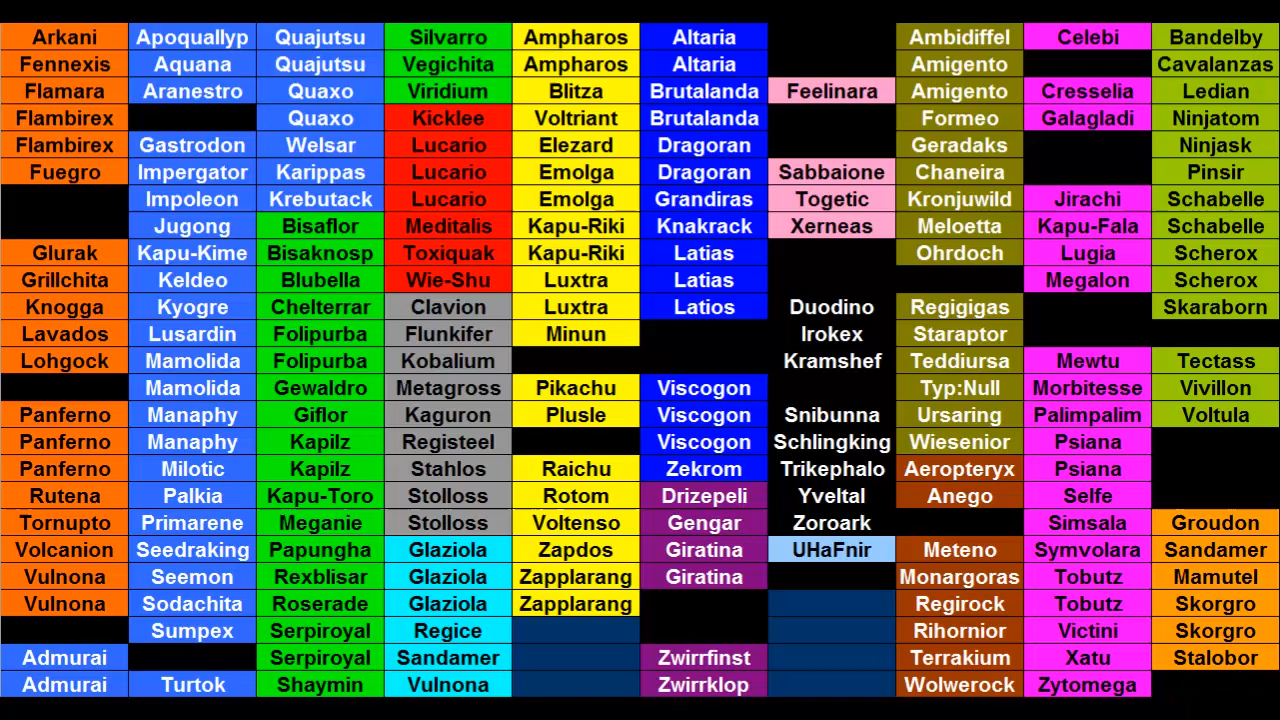 Arkani Apoquallyp Quajutsu Silvarro Ampharos Altaria Ambidiffel Celebi Bandelby
Fennexis Aquana Quajutsu Vegichita Ampharos Altaria Amigento Cavalanzas
Flamara Aranestro Quaxo Viridium Blitza Brutalanda Feelinara Amigento Cresselia Ledian
Flambirex Quaxo Kicklee Voltriant Brutalanda Formeo Galagladi Ninjatom
Flambirex Gastrodon Welsar Lucario Elezard Dragoran Geradaks Ninjask
Fuegro Impergator Karippas Lucario Emolga Dragoran Sabbaione Chaneira Pinsir
Impoleon Krebutack Lucario Emolga Grandiras Togetic Kronjuwild Jirachi Schabelle
Jugong Bisaflor Meditalis Kapu-Riki Knakrack Xerneas Meloetta Kapu-Fala Schabelle
Glurak Kapu-Kime Bisaknosp Toxiquak Kapu-Riki Latias Ohrdoch Lugia Scherox
Grillchita Keldeo Blubella Wie-Shu Luxtra Latias Megalon Scherox
Knogga Kyogre Chelterrar Clavion Luxtra Latios Duodino Regigigas Skaraborn
Lavados Lusardin Folipurba Flunkifer Minun Irokex Staraptor
Lohgock Mamolida Folipurba Kobalium Kramshef Teddiursa Mewtu Tectass
Mamolida Gewaldro Metagross Pikachu Viscogon Typ:Null Morbitesse Vivillon
Panferno Manaphy Giflor Kaguron Plusle Viscogon Snibunna Ursaring Palimpalim Voltula
Panferno Manaphy Kapilz Registeel Viscogon Schlingking Wiesenior Psiana
Panferno Milotic Kapilz Stahlos Raichu Zekrom Trikephalo Aeropteryx Psiana
Rutena Palkia Kapu-Toro Stolloss Rotom Drizepeli Yveltal Anego Selfe
Tornupto Primarene Meganie Stolloss Voltenso Gengar Zoroark Simsala Groudon
Volcanion Seedraking Papungha Glaziola Zapdos Giratina UHaFnir Meteno Symvolara Sandamer
Vulnona Seemon Rexblisar Glaziola Zapplarang Giratina Monargoras Tobutz Mamutel
Vulnona Sodachita Roserade Glaziola Zapplarang Regirock Tobutz Skorgro
Sumpex Serpiroyal Regice Rihornior Victini Skorgro
Admurai Serpiroyal Sandamer Zwirrfinst Terrakium Xatu Stalobor
Admurai Turtok Shaymin Vulnona Zwirrklop Wolwerock Zytomega